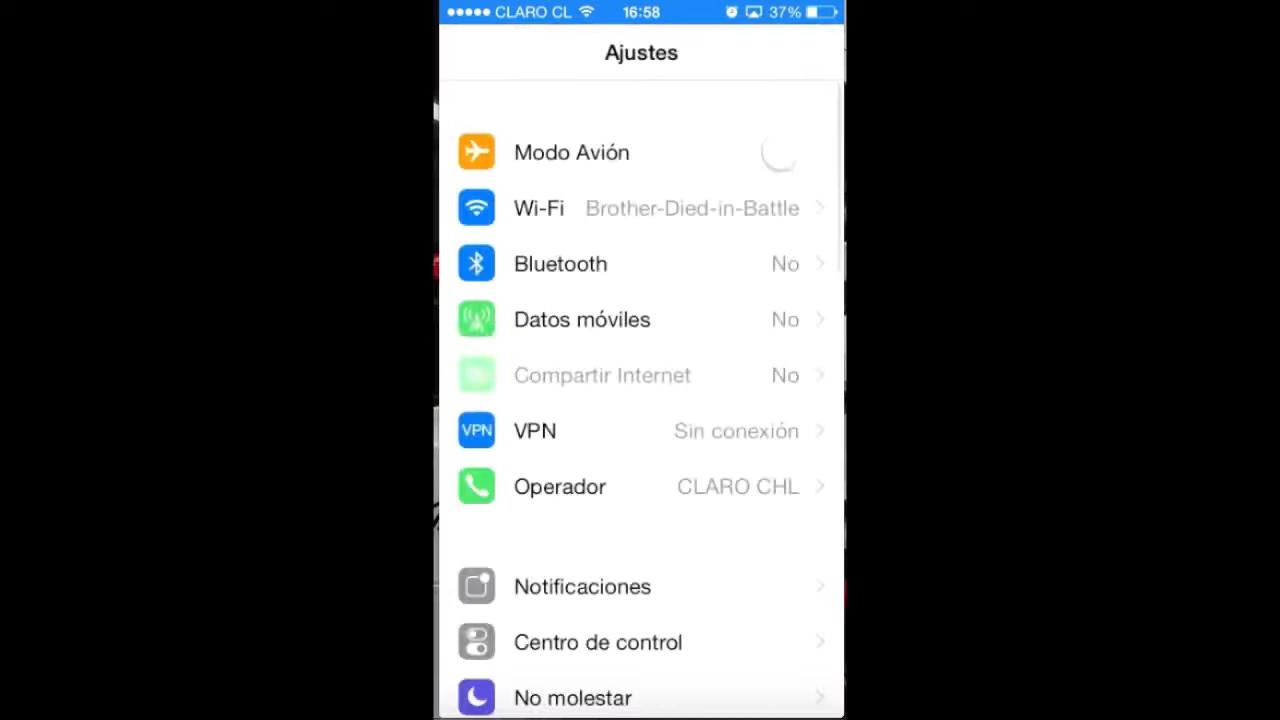 CLARO CL 16:58 37%
Ajustes
Modo Avión
Wi-Fi Brother-Died-in-Battle
Bluetooth No
Datos móviles No
Compartir Internet No
VPN VPN Sin conexión
Operador CLARO CHL
Notificaciones
Centro de control
No molestar